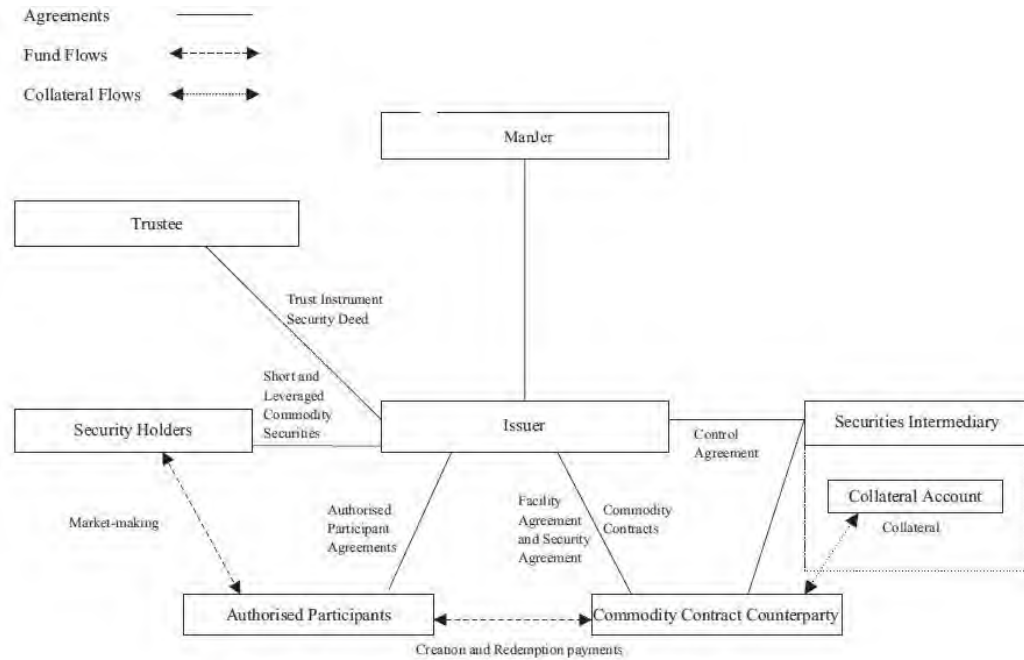 Agreements
Fund Flows
Collateral Flows
ManJer
Trustee
Trust Instrument
Security Deed
Short and
Leveraged
Commodity
Securities
Security Holders
Issuer
Securities Intermediary
Control
Agreement
Collateral Account
Collateral
Market-making
Authorised
Participant
Agreements
Facility
Agreement
and Security
Agreement
Commodity
Contracts
Authorised Participants
Commodity Contract Counterparty
Creation and Redemption payments